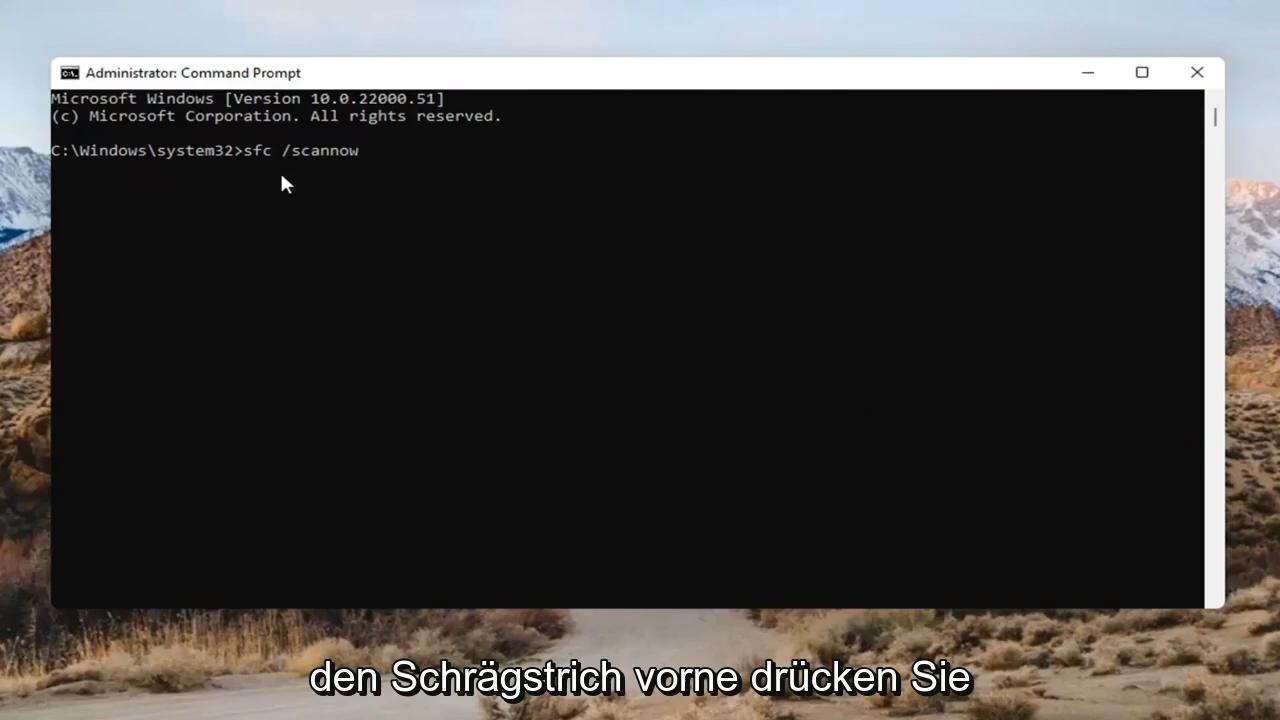 Administrator: Command Prompt
Microsoft Windows [Version 10.0.22000.51]
(c) Microsoft Corporation. All rights reserved.
C:\Windows\system32>sfc /scannow
den Schrägstrich vorne drücken Sie